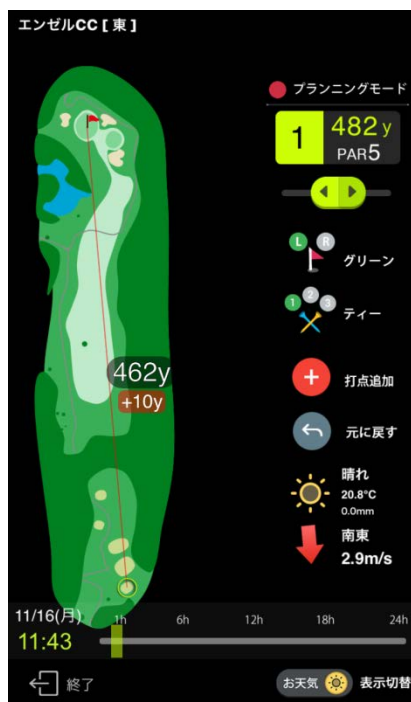 エンゼルCC [ 東 ]
プランニングモード
1
482 y
PAR5
L R
グリーン
1 2 3
ティー
462y
+10y
打点追加
元に戻す
晴れ
20.8°C
0.0mm
南東
2.9m/s
11/16(月)
1h 6h 12h 18h 24h
11:43
終了
お天気
表示切替